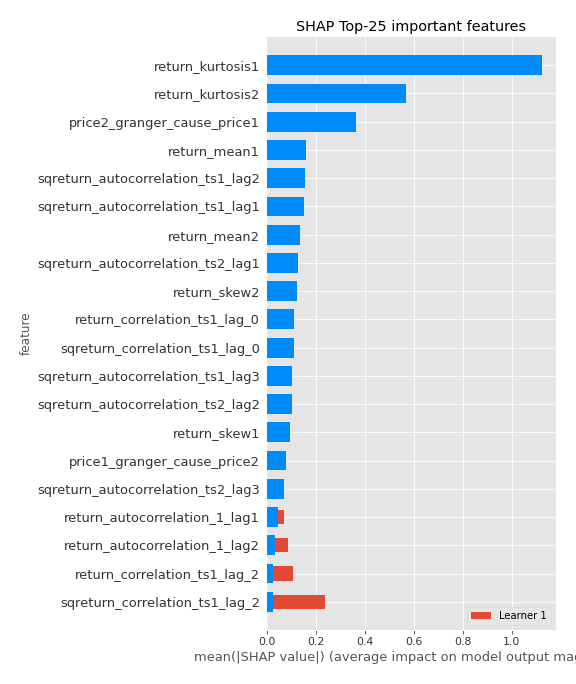 SHAP Top-25 important features
return_kurtosis1
return_kurtosis2
price2_granger_cause_price1
return_mean1
sqreturn_autocorrelation_ts1_lag2
sqreturn_autocorrelation_ts1_lag1
return_mean2
sqreturn_autocorrelation_ts2_lag1
return_skew2
return_correlation_ts1_lag_0
sqreturn_correlation_ts1_lag_0
sqreturn_autocorrelation_ts1_lag3
sqreturn_autocorrelation_ts2_lag2
return_skew1
price1_granger_cause_price2
sqreturn_autocorrelation_ts2_lag3
return_autocorrelation_1_lag1
return_autocorrelation_1_lag2
return_correlation_ts1_lag_2
sqreturn_correlation_ts1_lag_2
feature
Learner 1
0.0 0.2 0.4 0.6 0.8 1.0
mean(|SHAP value|) (average impact on model output mag